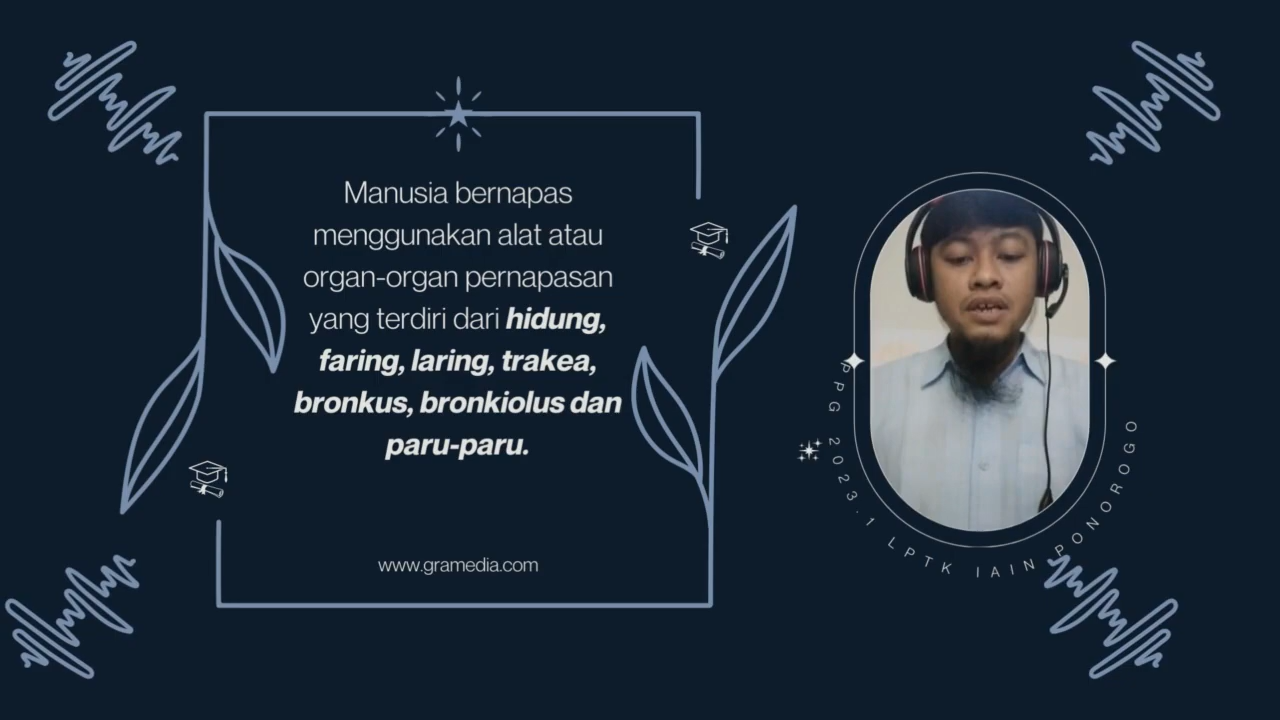 Manusia bernapas
menggunakan alat atau
organ-organ pernapasan
yang terdiri dari hidung,
faring, laring, trakea,
bronkus, bronkiolus dan
paru-paru.
www.gramedia.com
PPG 2023.1 LPTK IAIN PONOROGO